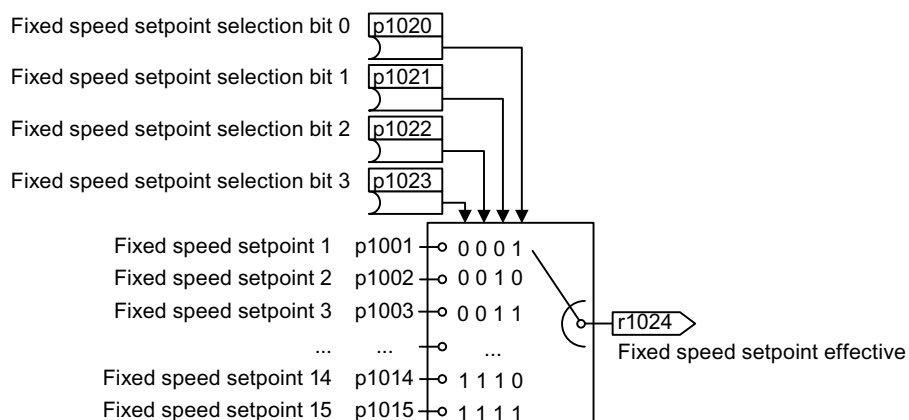 Fixed speed setpoint selection bit 0 p1020
Fixed speed setpoint selection bit 1 p1021
Fixed speed setpoint selection bit 2 p1022
Fixed speed setpoint selection bit 3 p1023
Fixed speed setpoint 1 p1001 0 0 0 1
Fixed speed setpoint 2 p1002 0 0 1 0
Fixed speed setpoint 3 p1003 0 0 1 1
r1024
Fixed speed setpoint effective
... ... ...
Fixed speed setpoint 14 p1014 1 1 1 0
Fixed speed setpoint 15 p1015 1 1 1 1